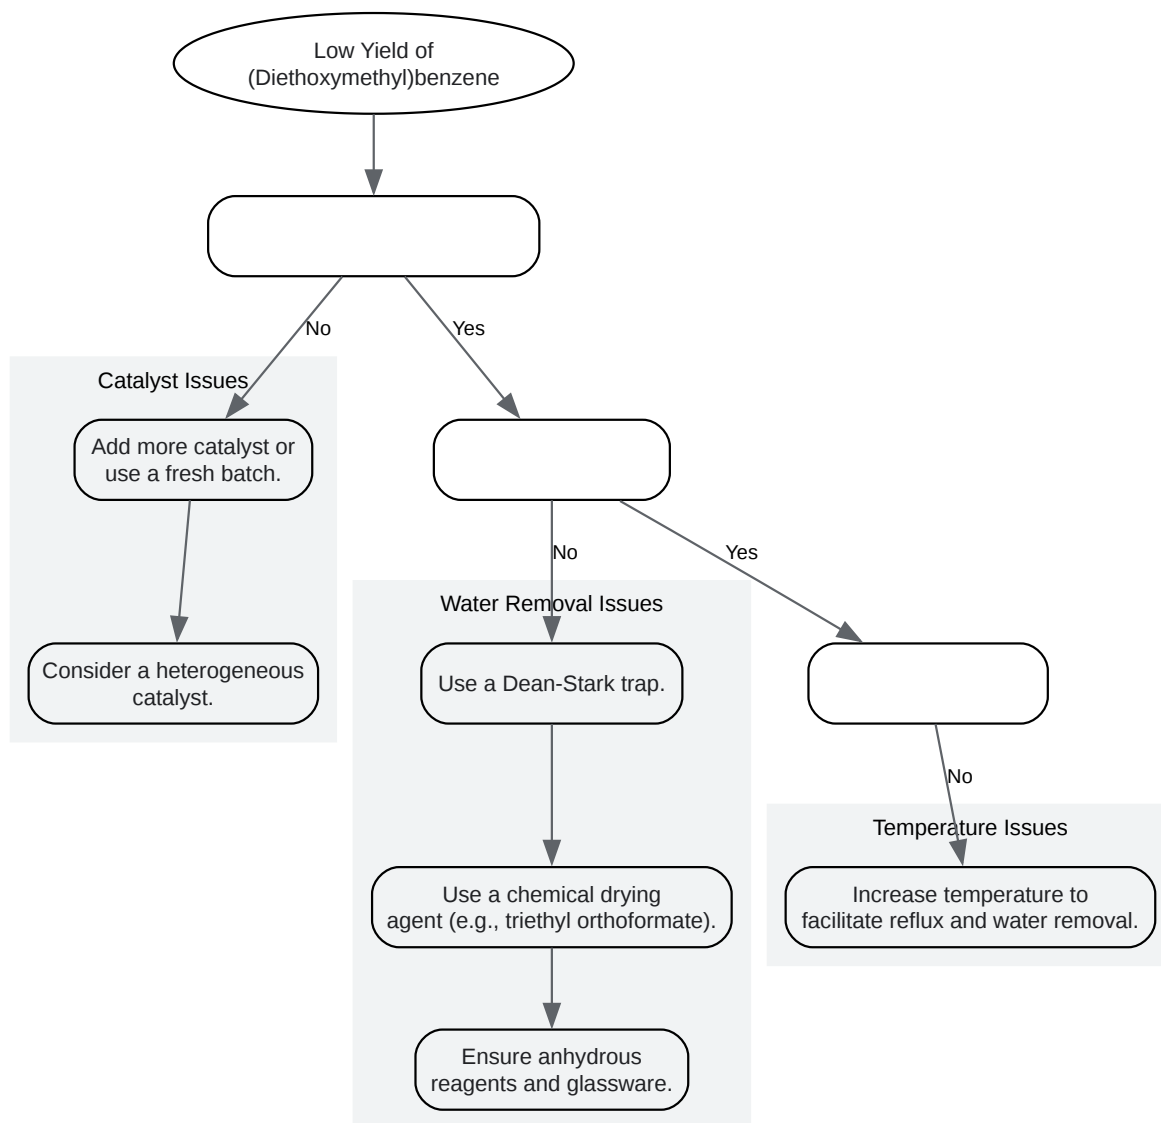 Low Yield of
(Diethoxymethyl)benzene
No
Yes
Catalyst Issues
Add more catalyst or
use a fresh batch.
No
Yes
Water Removal Issues
Consider a heterogeneous
catalyst.
Use a Dean-Stark trap.
No
Temperature Issues
Use a chemical drying
agent (e.g., triethyl orthoformate).
Increase temperature to
facilitate reflux and water removal.
Ensure anhydrous
reagents and glassware.